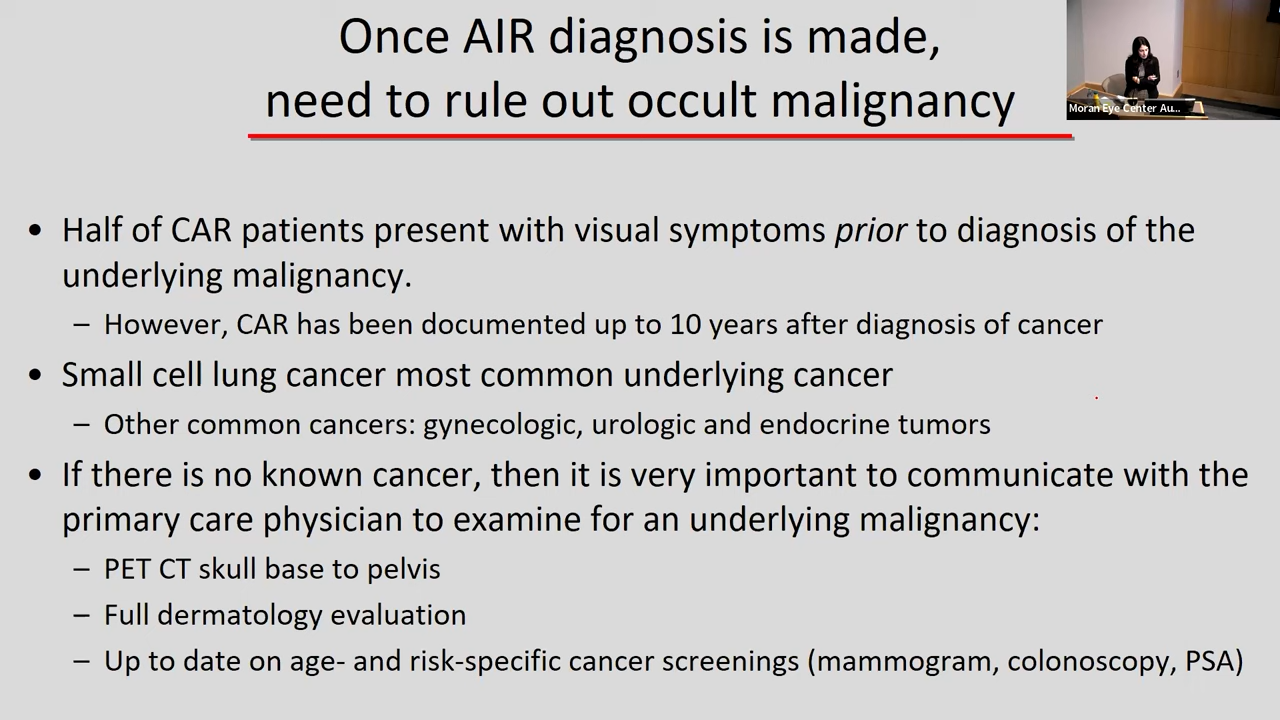 Once AIR diagnosis is made,
need to rule out occult malignancy
Moran Eye Center Au...
• Half of CAR patients present with visual symptoms prior to diagnosis of the
underlying malignancy.
– However, CAR has been documented up to 10 years after diagnosis of cancer
• Small cell lung cancer most common underlying cancer
– Other common cancers: gynecologic, urologic and endocrine tumors
• If there is no known cancer, then it is very important to communicate with the
primary care physician to examine for an underlying malignancy:
– PET CT skull base to pelvis
– Full dermatology evaluation
– Up to date on age- and risk-specific cancer screenings (mammogram, colonoscopy, PSA)